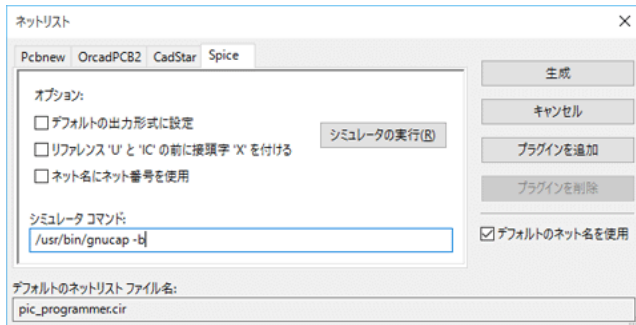 ネットリスト
Pcbnew OrcadPCB2 CadStar Spice
オプション:
デフォルトの出力形式に設定
リファレンス 'U' と 'IC' の前に接頭字 'X' を付ける
ネット名にネット番号を使用
シミュレータの実行(R)
シミュレータ コマンド:
/usr/bin/gnucap -b
生成
キャンセル
プラグインを追加
プラグインを削除
デフォルトのネット名を使用
デフォルトのネットリスト ファイル名:
pic_programmer.cir